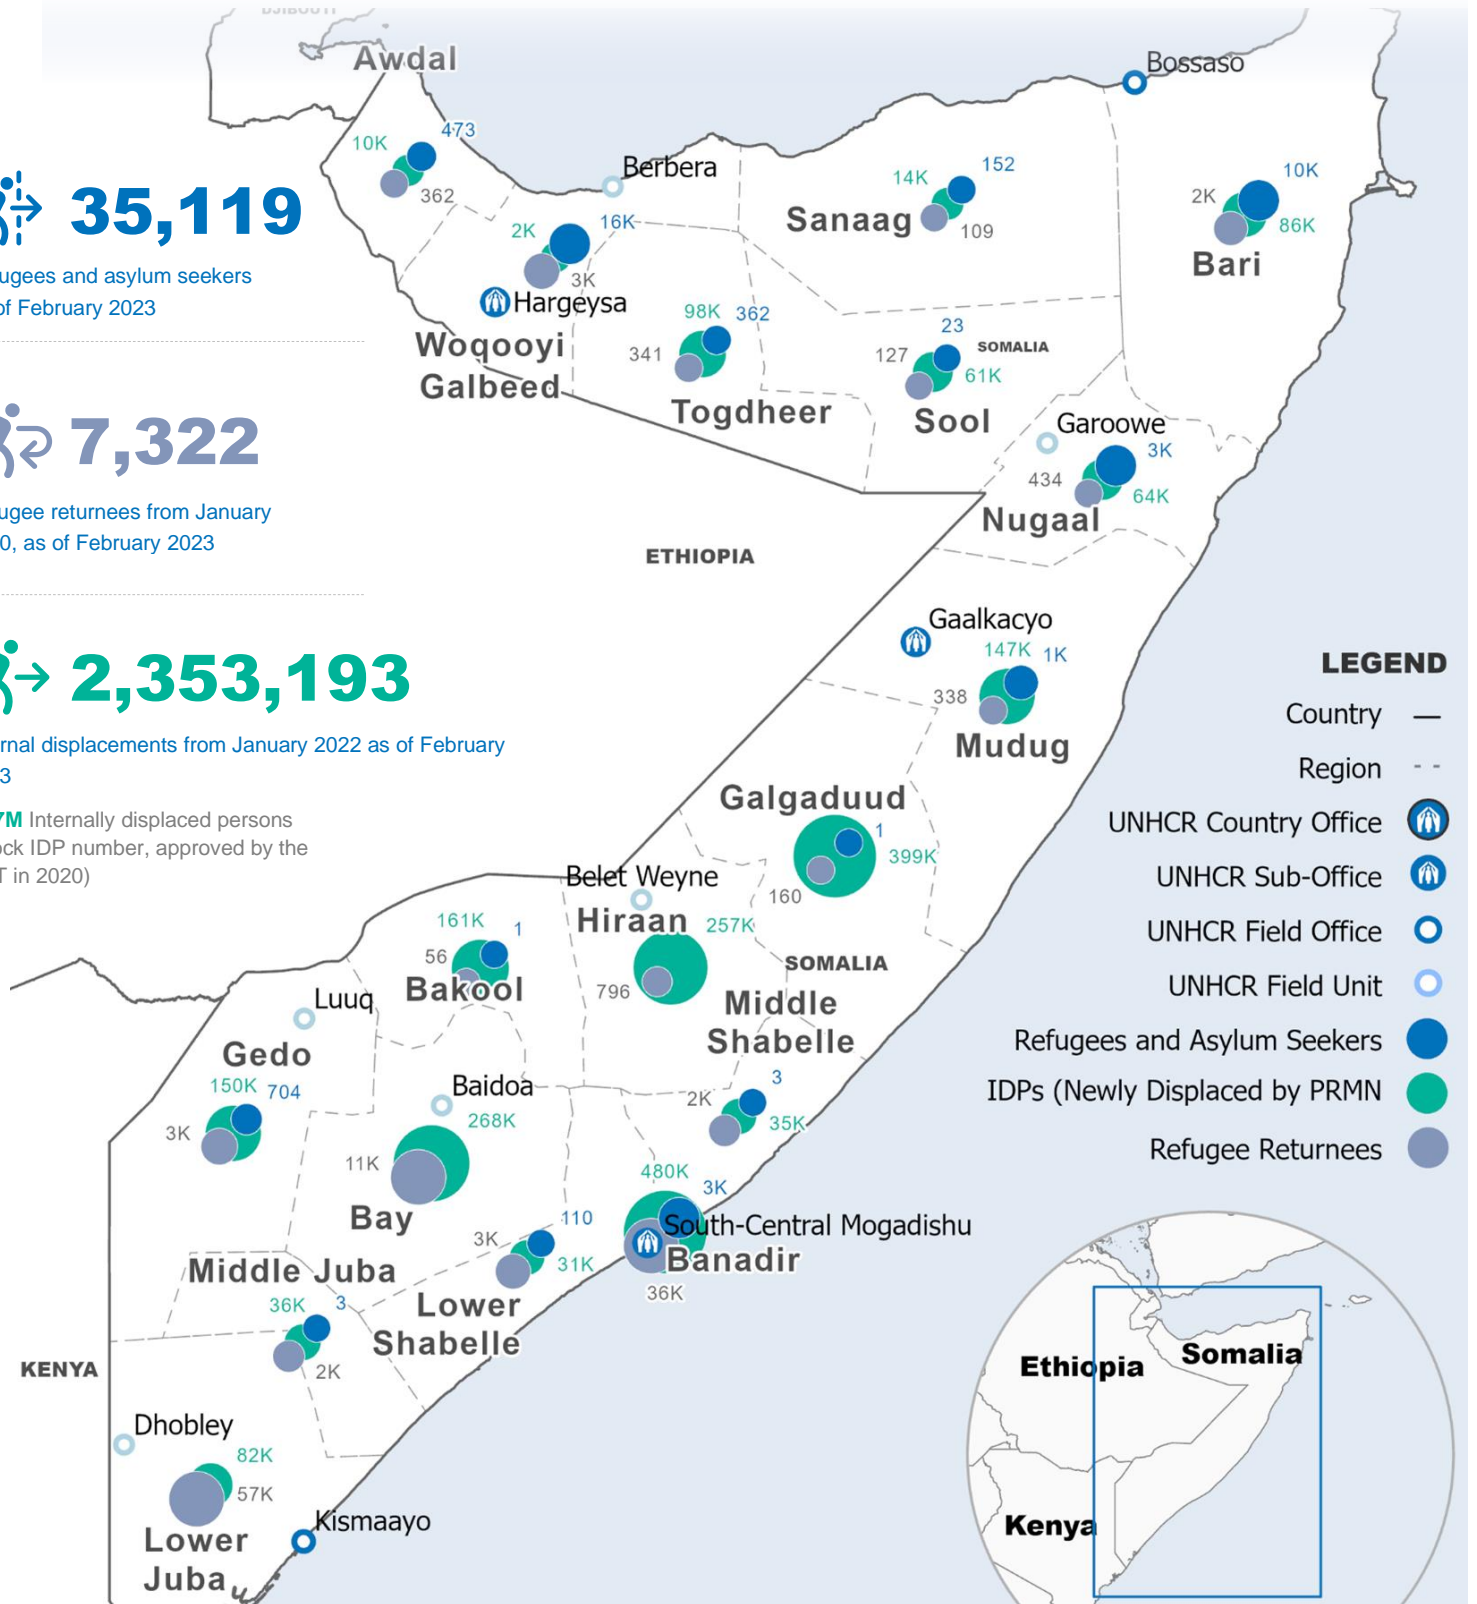 DJIBOUTI
Awdal
10K
473
362
Bossaso
Berbera
35,119
ugees and asylum seekers
of February 2023
2K
16K
3K
Hargeysa
Woqooyi
Galbeed
14K
152
Sanaag
109
10K
2K
86K
Bari
98K
362
341
Togdheer
23
127
SOMALIA
61K
Sool
7,322
ugee returnees from January
0, as of February 2023
Garoowe
3K
434
64K
Nugaal
ETHIOPIA
2,353,193
rnal displacements from January 2022 as of February
3
7M Internally displaced persons
ock IDP number, approved by the
T in 2020)
Gaalkacyo
147K
1K
338
Mudug
Galgaduud
1
399K
160
Belet Weyne
Hiraan
257K
796
SOMALIA
161K
1
56
Bakool
Luuq
Gedo
150K
704
3K
Middle
Shabelle
3
2K
35K
Baidoa
268K
11K
Bay
480K
3K
South-Central Mogadishu
Banadir
36K
110
3K
31K
Lower
Shabelle
Middle Juba
36K
3
2K
KENYA
Dhobley
82K
57K
Lower
Juba
Kismaayo
LEGEND
Country
Region
UNHCR Country Office
UNHCR Sub-Office
UNHCR Field Office
UNHCR Field Unit
Refugees and Asylum Seekers
IDPs (Newly Displaced by PRMN
Refugee Returnees
Ethiopia
Somalia
Kenya